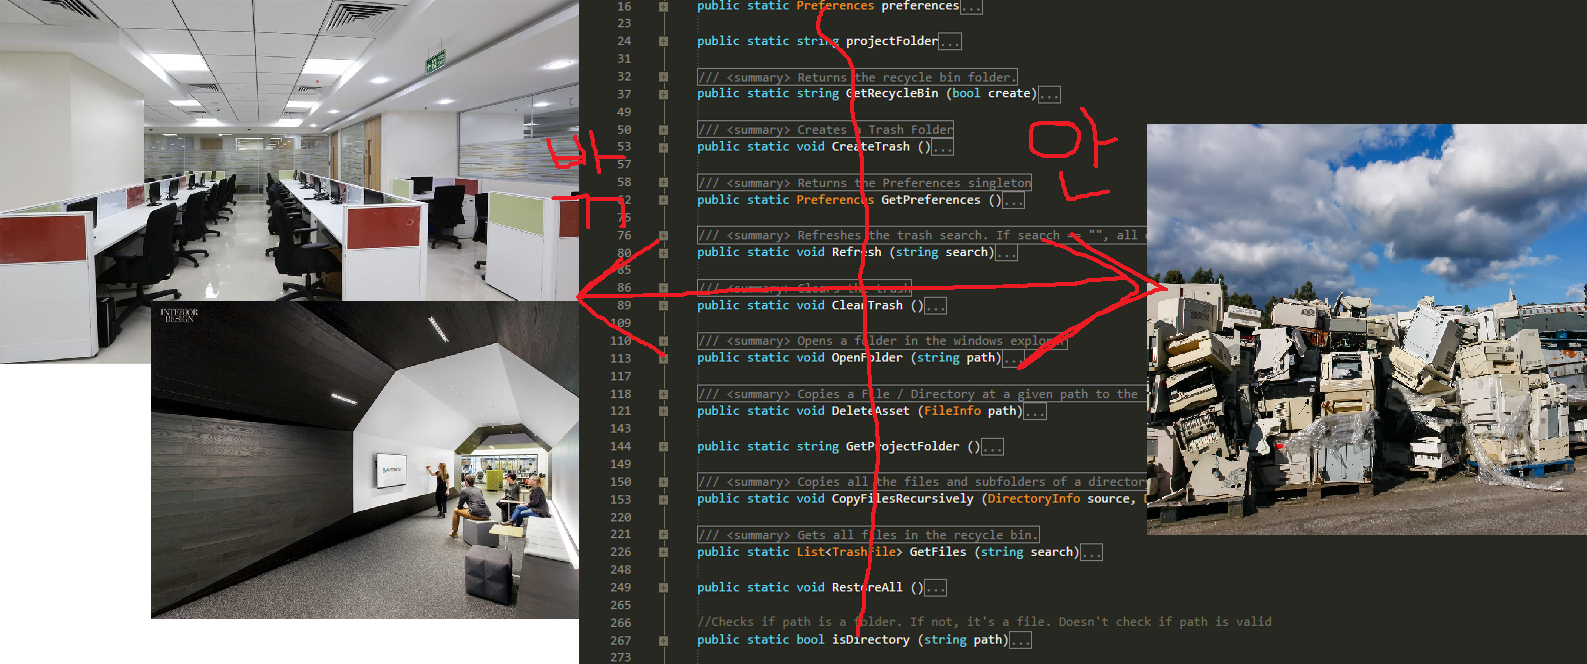 INTERIOR
DESIGN
16 public static Preferences preferences...
23
24 public static string projectFolder...
31
32 /// <summary> Returns the recycle bin folder.
37 public static string GetRecycleBin (bool create)...
49
50 /// <summary> Creates a Trash Folder
53 public static void CreateTrash ()...
57
58 /// <summary> Returns the Preferences singleton
62 public static Preferences GetPreferences ()...
75
76 /// <summary> Refreshes the trash search. If search == "", all
80 public static void Refresh (string search)...
85
86 /// <summary> Clears the trash
89 public static void ClearTrash ()...
109
110 /// <summary> Opens a folder in the windows explorer
113 public static void OpenFolder (string path)...
117
118 /// <summary> Copies a File / Directory at a given path to the
121 public static void DeleteAsset (FileInfo path)...
143
144 public static string GetProjectFolder ()...
149
150 /// <summary> Copies all the files and subfolders of a directory
153 public static void CopyFilesRecursively (DirectoryInfo source,
220
221 /// <summary> Gets all files in the recycle bin.
226 public static List<TrashFile> GetFiles (string search)...
248
249 public static void RestoreAll ()...
265
266 //Checks if path is a folder. If not, it's a file. Doesn't check if path is valid
267 public static bool isDirectory (string path)...
273